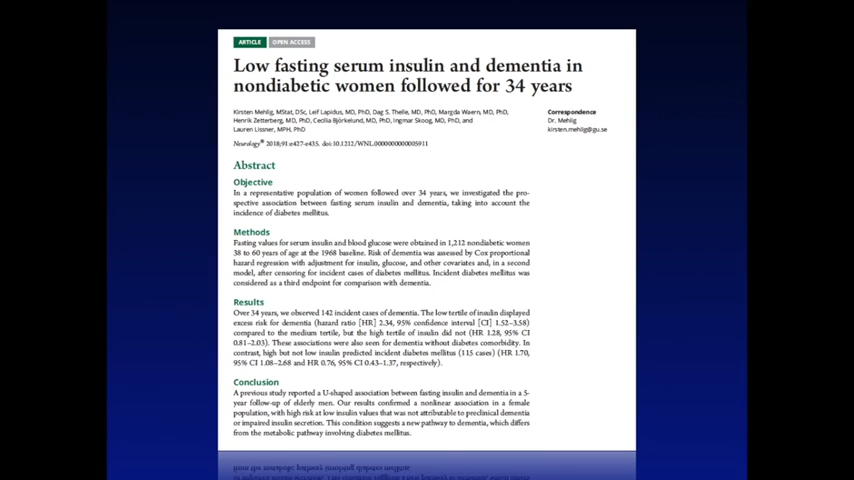 ARTICLE OPEN ACCESS
Low fasting serum insulin and dementia in
nondiabetic women followed for 34 years
Kirsten Mehlig, MStat, DSc, Leif Lapidus, MD, PhD, Dag S. Thelle, MD, PhD, Margda Waern, MD, PhD,
Henrik Zetterberg, MD, PhD, Cecilia Björkelund, MD, PhD, Ingmar Skoog, MD, PhD, and
Lauren Lissner, MPH, PhD
Correspondence
Dr. Mehlig
kirsten.mehlig@gu.se
Neurology® 2018;91:e427-e435. doi:10.1212/WNL.0000000000005911
Abstract
Objective
In a representative population of women followed over 34 years, we investigated the pro-
spective association between fasting serum insulin and dementia, taking into account the
incidence of diabetes mellitus.
Methods
Fasting values for serum insulin and blood glucose were obtained in 1,212 nondiabetic women
38 to 60 years of age at the 1968 baseline. Risk of dementia was assessed by Cox proportional
hazard regression with adjustment for insulin, glucose, and other covariates and, in a second
model, after censoring for incident cases of diabetes mellitus. Incident diabetes mellitus was
considered as a third endpoint for comparison with dementia.
Results
Over 34 years, we observed 142 incident cases of dementia. The low tertile of insulin displayed
excess risk for dementia (hazard ratio [HR] 2.34, 95% confidence interval [CI] 1.52–3.58)
compared to the medium tertile, but the high tertile of insulin did not (HR 1.28, 95% CI
0.81–2.03). These associations were also seen for dementia without diabetes comorbidity. In
contrast, high but not low insulin predicted incident diabetes mellitus (115 cases) (HR 1.70,
95% CI 1.08–2.68 and HR 0.76, 95% CI 0.43–1.37, respectively).
Conclusion
A previous study reported a U-shaped association between fasting insulin and dementia in a 5-
year follow-up of elderly men. Our results confirmed a nonlinear association in a female
population, with high risk at low insulin values that was not attributable to preclinical dementia
or impaired insulin secretion. This condition suggests a new pathway to dementia, which differs
from the metabolic pathway involving diabetes mellitus.